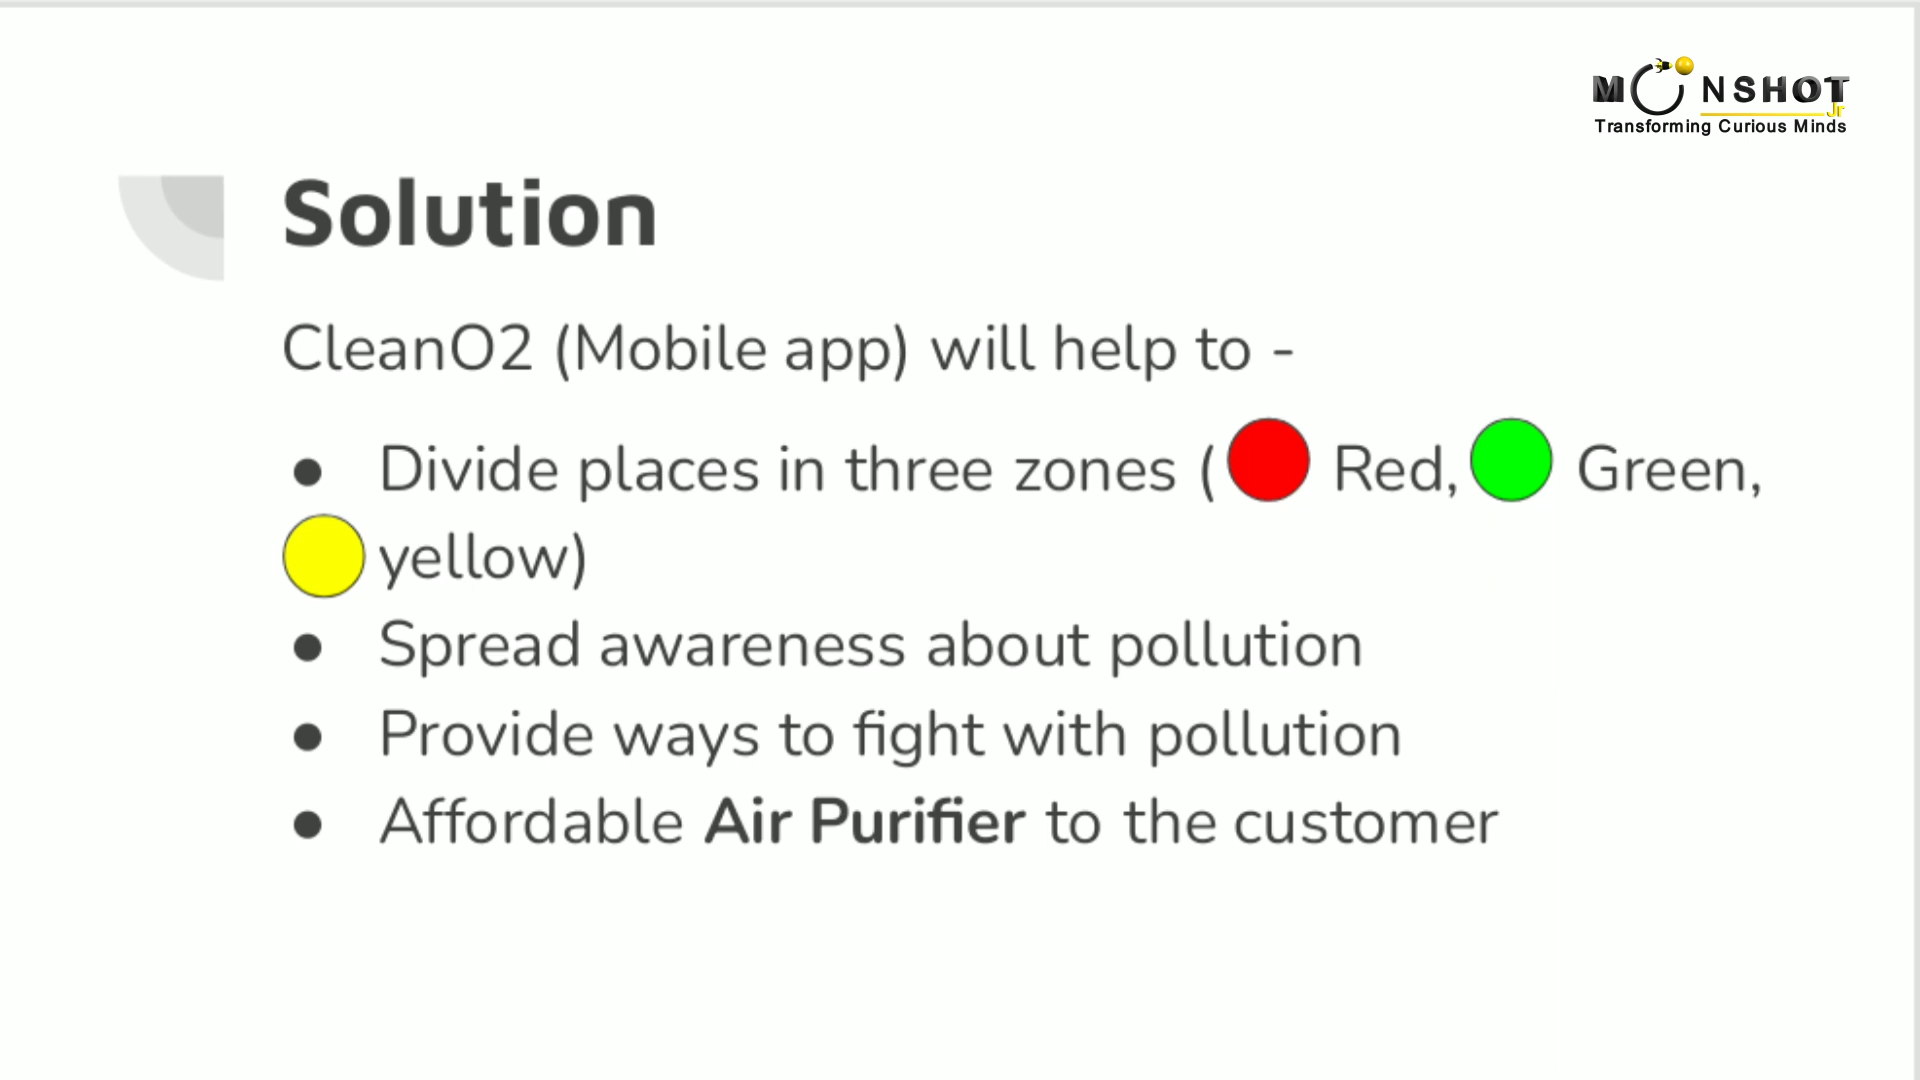 MOONSHOT
Jr
Transforming Curious Minds
Solution
CleanO2 (Mobile app) will help to -
● Divide places in three zones ( Red, Green,
yellow)
● Spread awareness about pollution
● Provide ways to fight with pollution
● Affordable Air Purifier to the customer